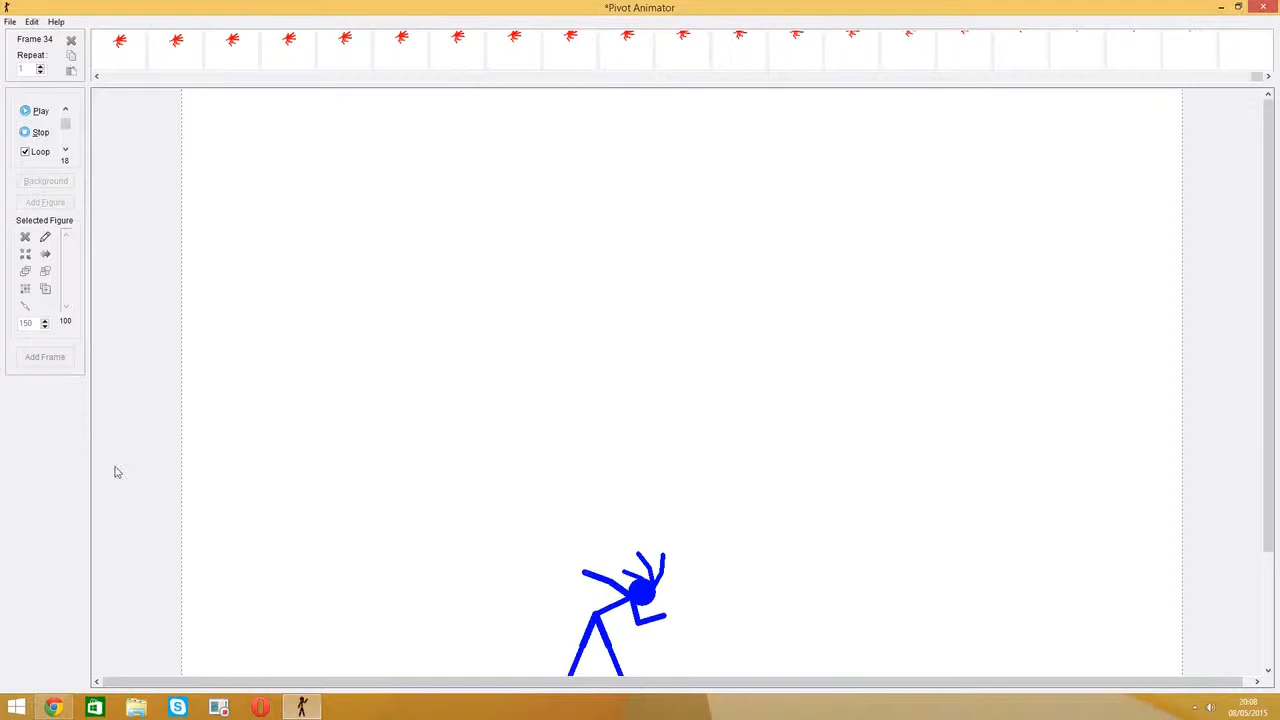 *Pivot Animator
File Edit Help
Frame 34
Repeat :
1
Play
Stop
Loop
18
Background
Add Figure
Selected Figure
150
100
Add Frame
20:08
08/05/2015